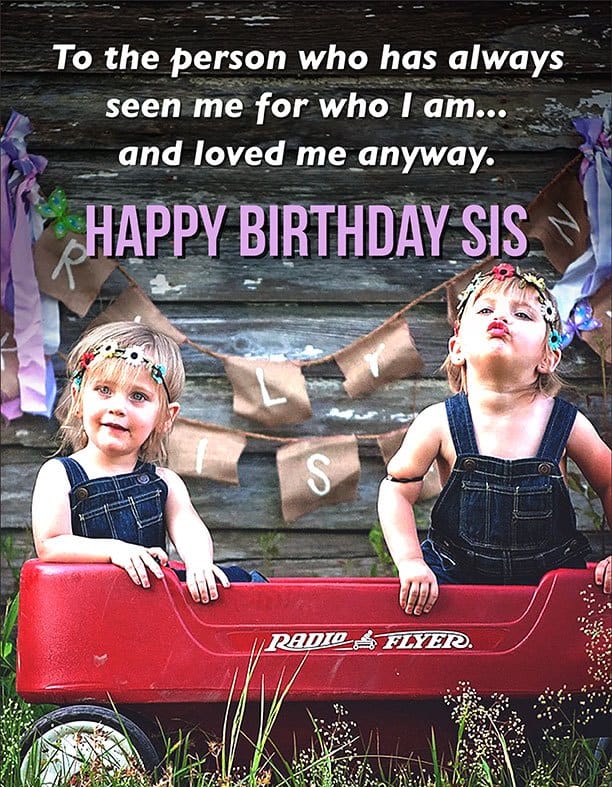 To the person who has always
seen me for who I am...
and loved me anyway.
HAPPY BIRTHDAY SIS
R L Y N
I S
RADIO FLYER